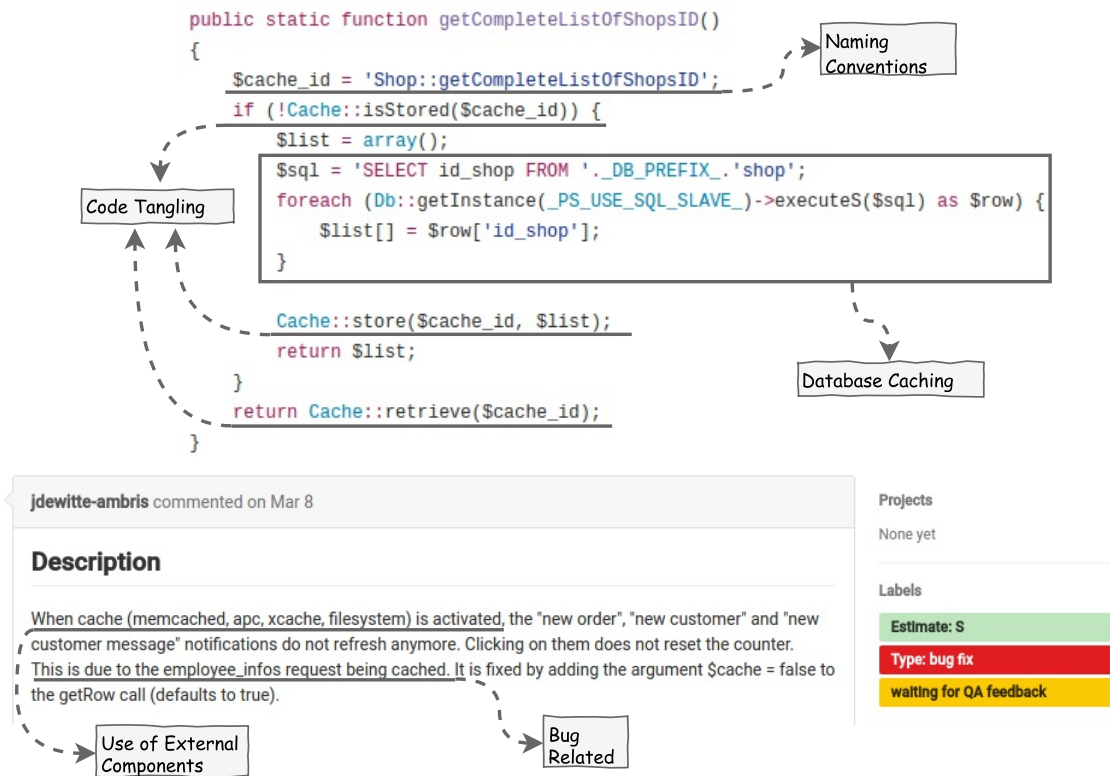 public static function getCompleteListOfShopsID()
{
Naming
Conventions
$cache_id = 'Shop::getCompleteListOfShopsID';
if (!Cache::isStored($cache_id)) {
$list = array();
$sql = 'SELECT id_shop FROM '._DB_PREFIX_.'shop';
Code Tangling
foreach (Db::getInstance(_PS_USE_SQL_SLAVE_)->executeS($sql) as $row) {
$list[] = $row['id_shop'];
}
Cache::store($cache_id, $list);
return $list;
Database Caching
}
return Cache::retrieve($cache_id);
}
jdewitte-ambris commented on Mar 8
Description
When cache (memcached, apc, xcache, filesystem) is activated, the "new order", "new customer" and "new
customer message" notifications do not refresh anymore. Clicking on them does not reset the counter.
This is due to the employee_infos request being cached. It is fixed by adding the argument $cache = false to
the getRow call (defaults to true).
Projects
None yet
Labels
Estimate: S
Type: bug fix
waiting for QA feedback
Use of External
Components
Bug
Related